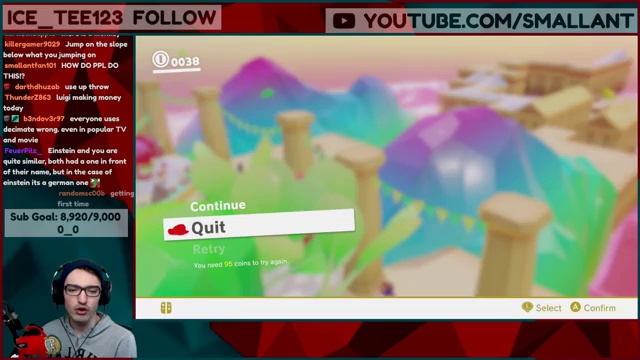 ICE_TEE123 FOLLOW
YOUTUBE.COM/SMALLANT
killergamer9029 Jump on the slope
below what you jumping on
smallantfan101 HOW DO PPL DO
THIS!?
darthdhuzab use up throw
ThunderZ863 luigi making money
today
b3ndov3r97 everyone uses
decimate wrong. even in popular TV
and movie
FeuerPilz_ Einstein and you are
quite similar, both had a one in front
of their name, but in the case of
einstein its a german one
randomsc00b getting
first time
Sub Goal: 8,920/9,000
0_0
0038
Continue
Quit
Retry
You need 95 coins to try again.
L Select
A Confirm